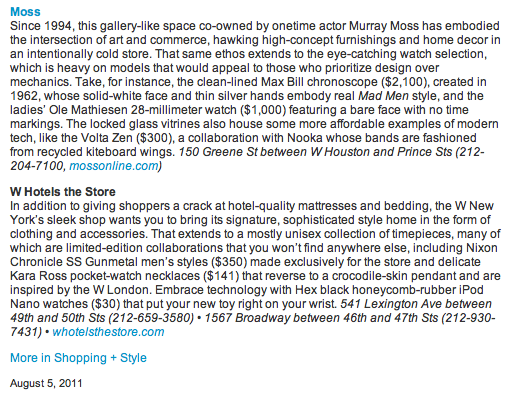 Moss
Since 1994, this gallery-like space co-owned by onetime actor Murray Moss has embodied
the intersection of art and commerce, hawking high-concept furnishings and home decor in
an intentionally cold store. That same ethos extends to the eye-catching watch selection,
which is heavy on models that would appeal to those who prioritize design over
mechanics. Take, for instance, the clean-lined Max Bill chronoscope ($2,100), created in
1962, whose solid-white face and thin silver hands embody real Mad Men style, and the
ladies' Ole Mathiesen 28-millimeter watch ($1,000) featuring a bare face with no time
markings. The locked glass vitrines also house some more affordable examples of modern
tech, like the Volta Zen ($300), a collaboration with Nooka whose bands are fashioned
from recycled kiteboard wings. 150 Greene St between W Houston and Prince Sts (212-
204-7100, mossonline.com)
W Hotels the Store
In addition to giving shoppers a crack at hotel-quality mattresses and bedding, the W New
York's sleek shop wants you to bring its signature, sophisticated style home in the form of
clothing and accessories. That extends to a mostly unisex collection of timepieces, many of
which are limited-edition collaborations that you won't find anywhere else, including Nixon
Chronicle SS Gunmetal men's styles ($350) made exclusively for the store and delicate
Kara Ross pocket-watch necklaces ($141) that reverse to a crocodile-skin pendant and are
inspired by the W London. Embrace technology with Hex black honeycomb-rubber iPod
Nano watches ($30) that put your new toy right on your wrist. 541 Lexington Ave between
49th and 50th Sts (212-659-3580) • 1567 Broadway between 46th and 47th Sts (212-930-
7431) • whotelsthestore.com
More in Shopping + Style
August 5, 2011